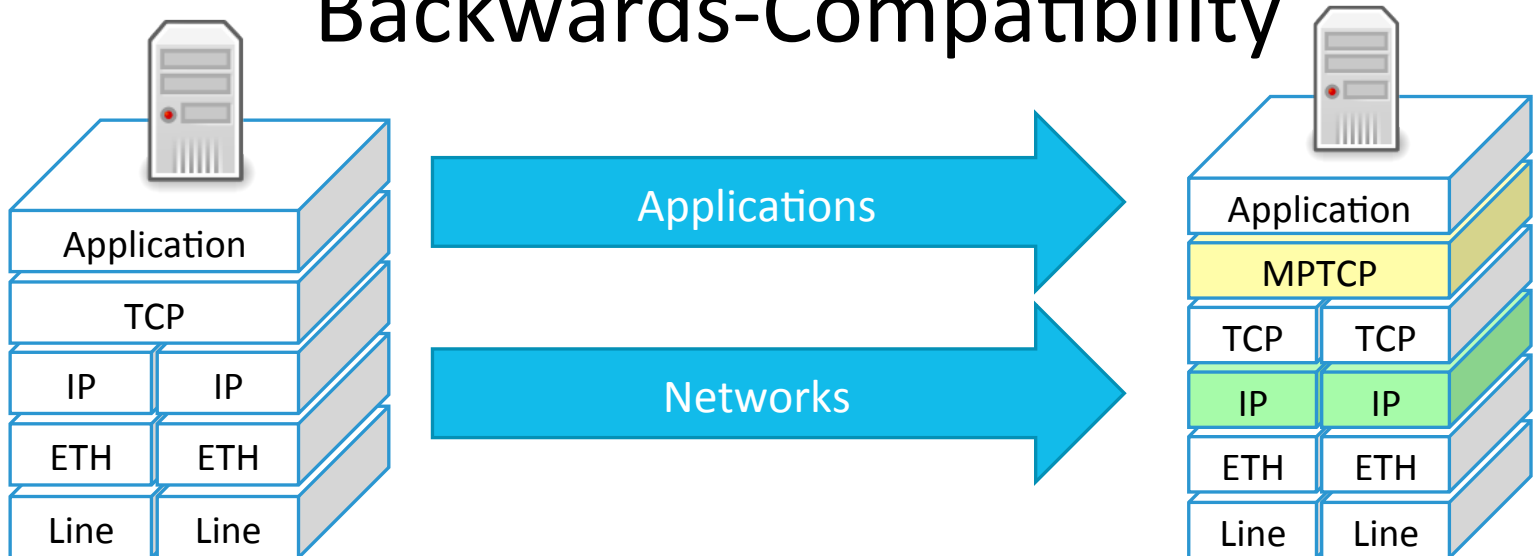 Backwards-Compatibility
Application
TCP
IP IP
ETH ETH
Line Line
Applications
Networks
Application
MPTCP
TCP TCP
IP IP
ETH ETH
Line Line